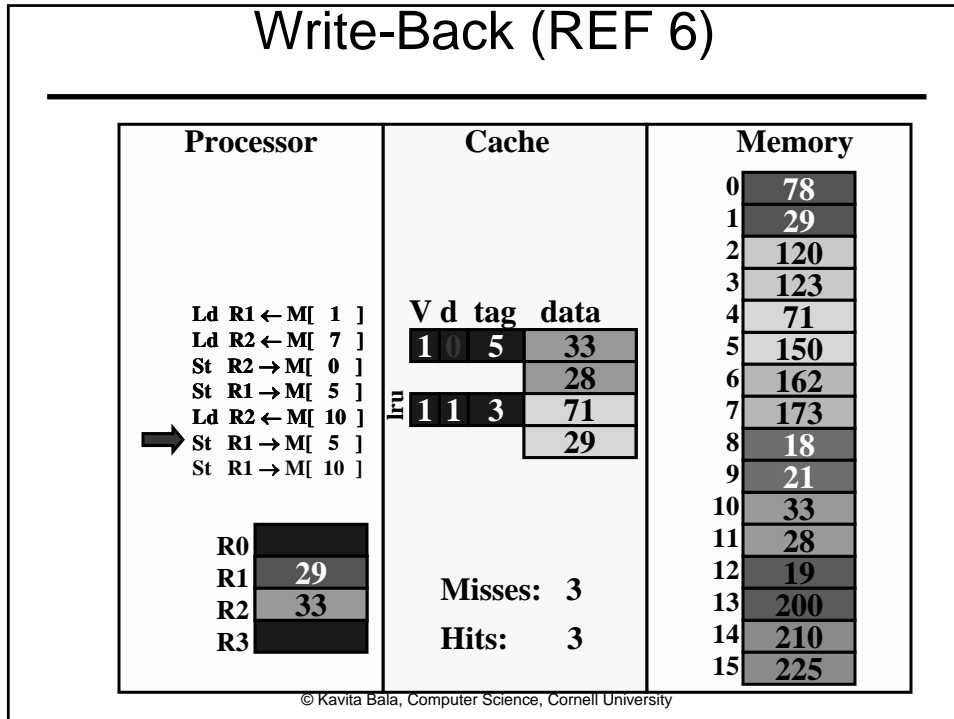 Write-Back (REF 6)
Processor
Ld R1 ← M[ 1 ]
Ld R2 ← M[ 7 ]
St R2 → M[ 0 ]
St R1 → M[ 5 ]
Ld R2 ← M[ 10 ]
St R1 → M[ 5 ]
St R1 → M[ 10 ]
R0
R1 29
R2 33
R3
Cache
V d tag data
1 0 5 33
28
lru
1 1 3 71
29
Misses: 3
Hits: 3
Memory
0 78
1 29
2 120
3 123
4 71
5 150
6 162
7 173
8 18
9 21
10 33
11 28
12 19
13 200
14 210
15 225
© Kavita Bala, Computer Science, Cornell University